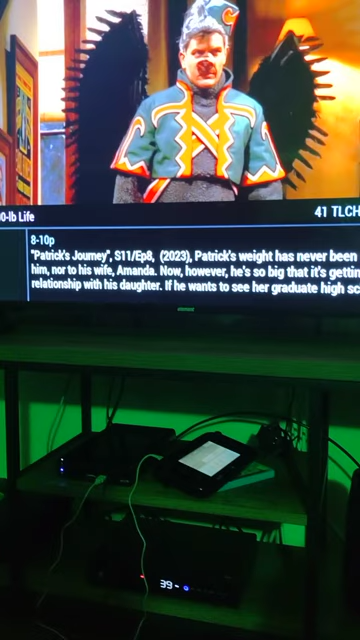 0-lb Life
41 TLCH
8-10p
"Patrick's Journey", S11/Ep8, (2023), Patrick's weight has never been
him, nor to his wife, Amanda. Now, however, he's so big that it's gettin
relationship with his daughter. If he wants to see her graduate high sc
39